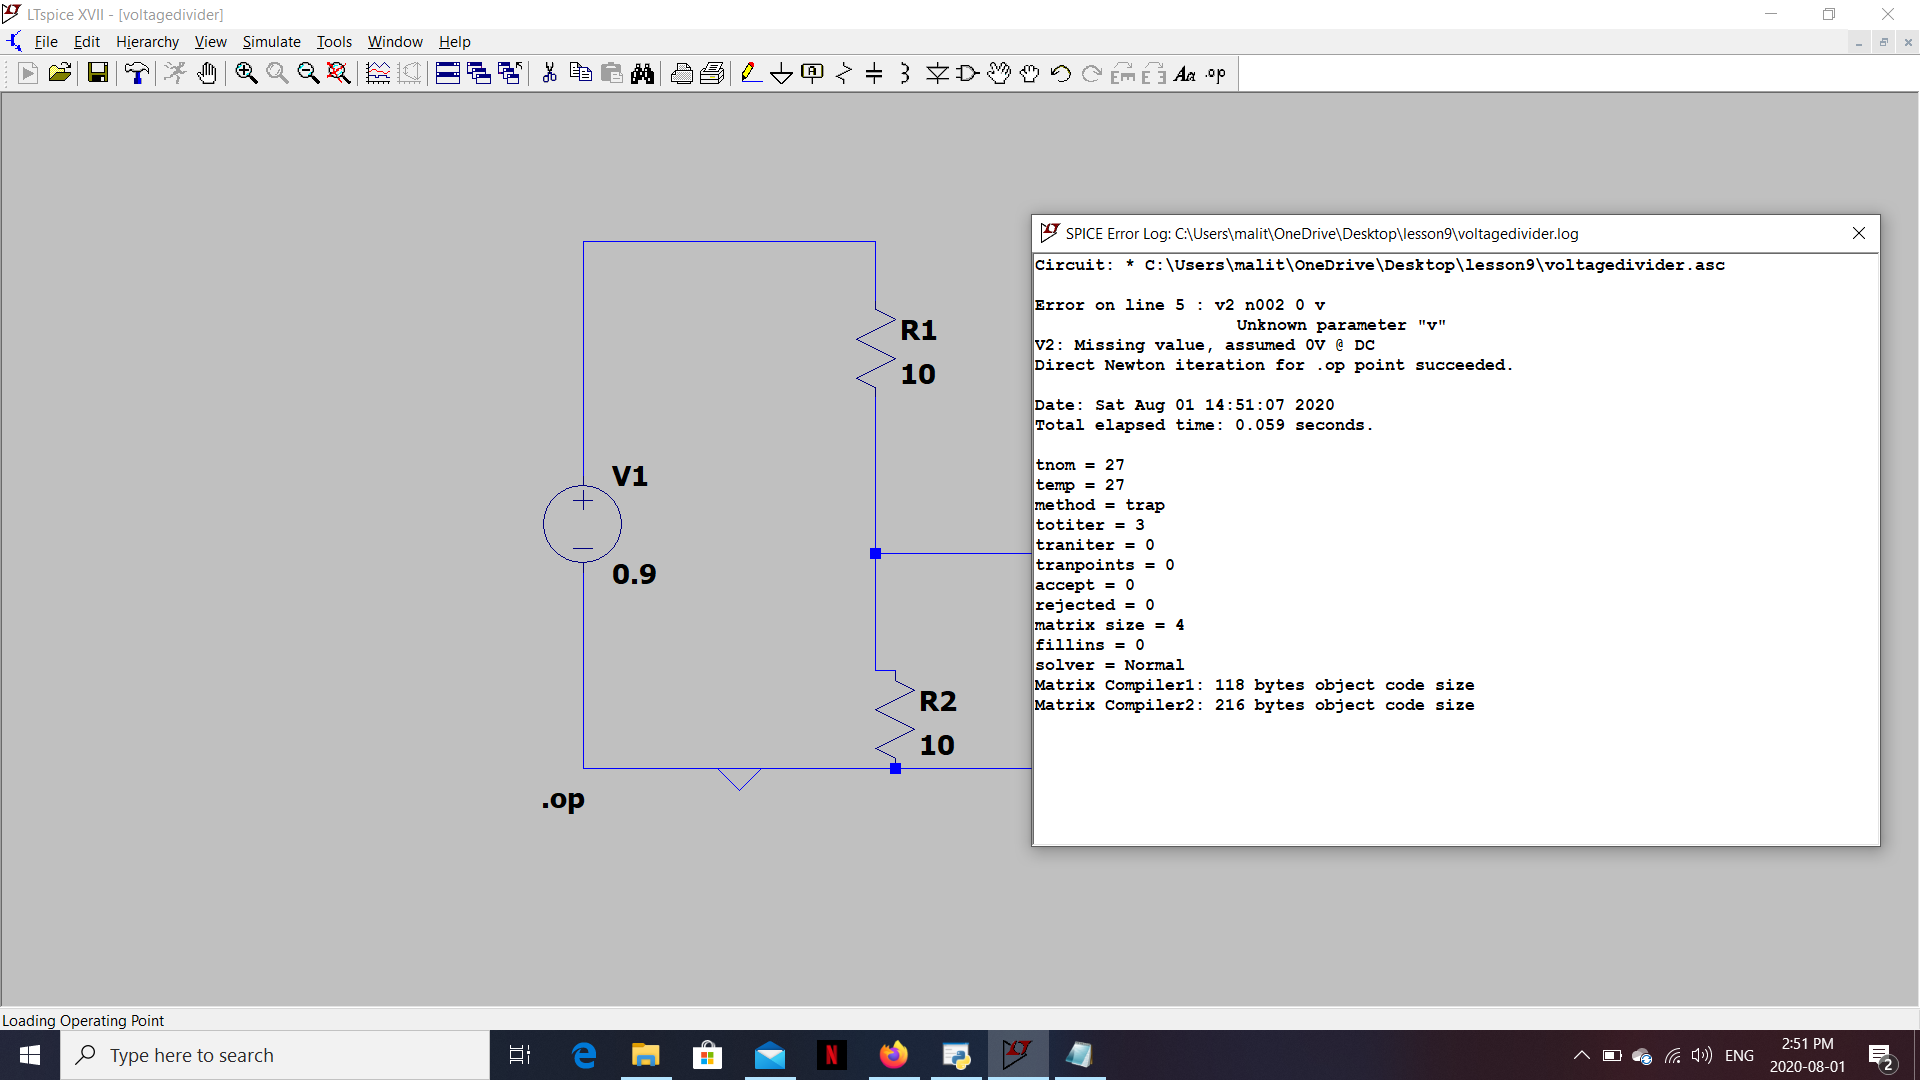 LTspice XVII - [voltagedivider]
File Edit Hierarchy View Simulate Tools Window Help
.op
SPICE Error Log: C:\Users\malit\OneDrive\Desktop\lesson9\voltagedivider.log
Circuit: * C:\Users\malit\OneDrive\Desktop\lesson9\voltagedivider.asc
Error on line 5 : v2 n002 0 v
Unknown parameter "v"
V2: Missing value, assumed 0V @ DC
Direct Newton iteration for .op point succeeded.
Date: Sat Aug 01 14:51:07 2020
Total elapsed time: 0.059 seconds.
tnom = 27
temp = 27
method = trap
totiter = 3
traniter = 0
tranpoints = 0
accept = 0
rejected = 0
matrix size = 4
fillins = 0
solver = Normal
Matrix Compiler1: 118 bytes object code size
Matrix Compiler2: 216 bytes object code size
R1
10
V1
0.9
R2
10
.op
Loading Operating Point
Type here to search
ENG
2:51 PM
2020-08-01
2